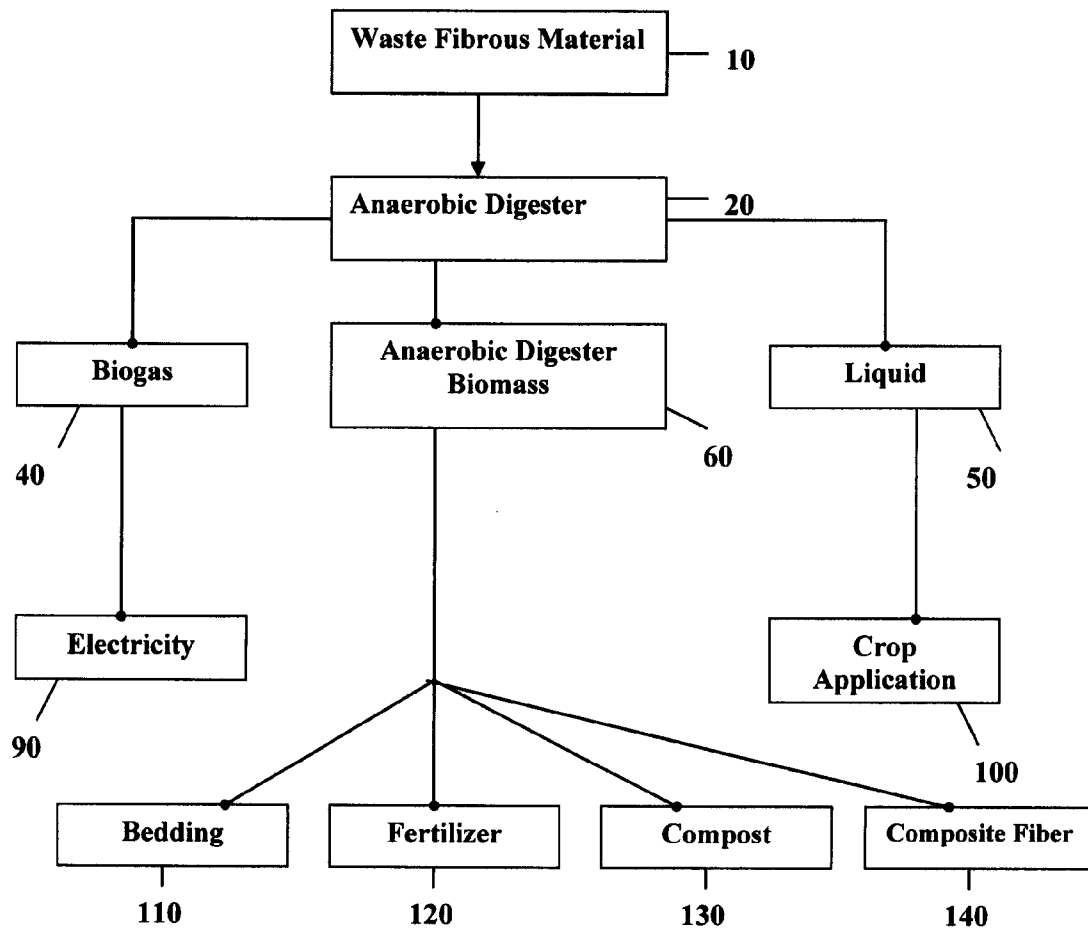 Waste Fibrous Material
10
Anaerobic Digester
20
Biogas
40
Anaerobic Digester
Biomass
60
Liquid
50
Electricity
90
Crop
Application
100
Bedding
110
Fertilizer
120
Compost
130
Composite Fiber
140